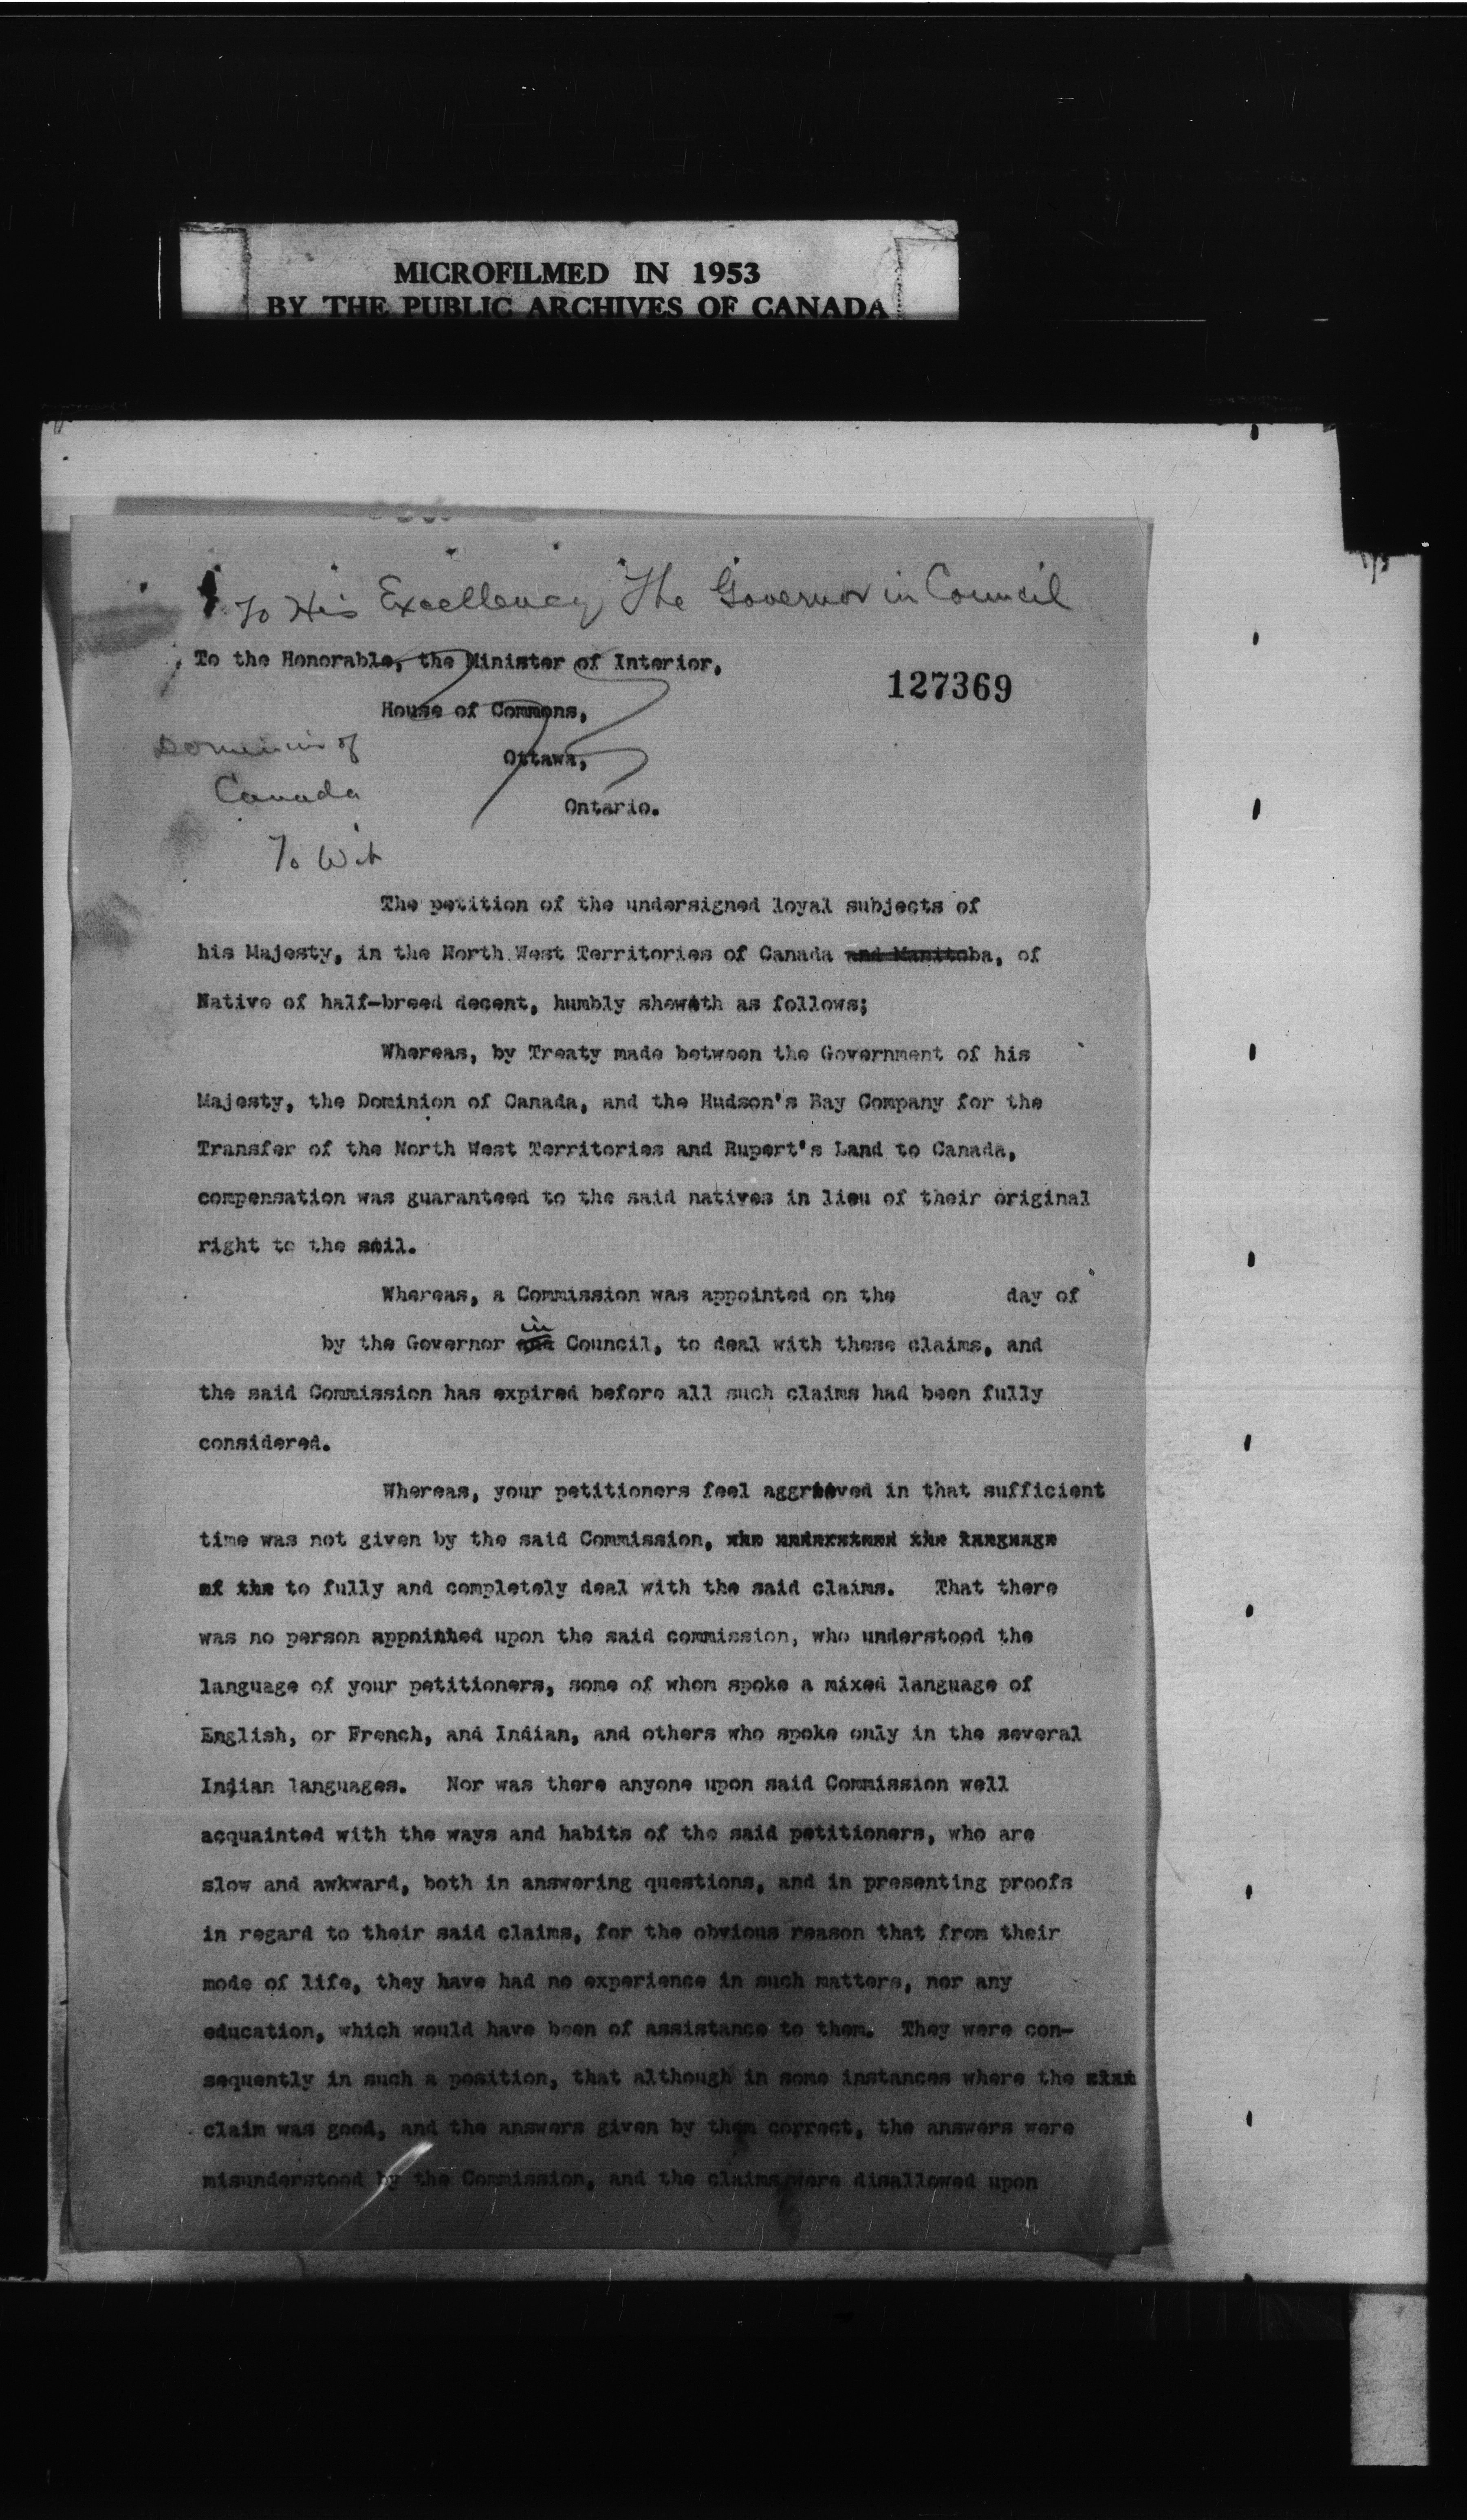 MICROFILMED IN 1953
BY THE PUBLIC ARCHIVES OF CANADA
To His Excellency The Governor in Council
To the Honorable, the Minister of Interior,
127369
House of Commons,
Dominion of
Ottawa,
Canada
Ontario.
To Wit
The petition of the undersigned loyal subjects of
his Majesty, in the North West Territories of Canada and Manitoba, of
Native of half-breed decent, humbly sheweth as follows;
Whereas, by Treaty made between the Government of his
Majesty, the Dominion of Canada, and the Hudson's Bay Company for the
Transfer of the North West Territories and Rupert's Land to Canada,
compensation was guaranteed to the said natives in lieu of their original
right to the soil.
Whereas, a Commission was appointed on the day of
by the Governor and in Council, to deal with these claims, and
the said Commission has expired before all such claims had been fully
considered.
Whereas, your petitioners feel aggrieved in that sufficient
time was not given by the said Commission, who understood the language
of the to fully and completely deal with the said claims. That there
was no person appointed upon the said commission, who understood the
language of your petitioners, some of whom spoke a mixed language of
English, or French, and Indian, and others who spoke only in the several
Indian languages. Nor was there anyone upon said Commission well
acquainted with the ways and habits of the said petitioners, who are
slow and awkward, both in answering questions, and in presenting proofs
in regard to their said claims, for the obvious reason that from their
mode of life, they have had no experience in such matters, nor any
education, which would have been of assistance to them. They were con-
sequently in such a position, that although in some instances where the
claim was good, and the answers given by them correct, the answers were
misunderstood by the Commission, and the claims were disallowed upon